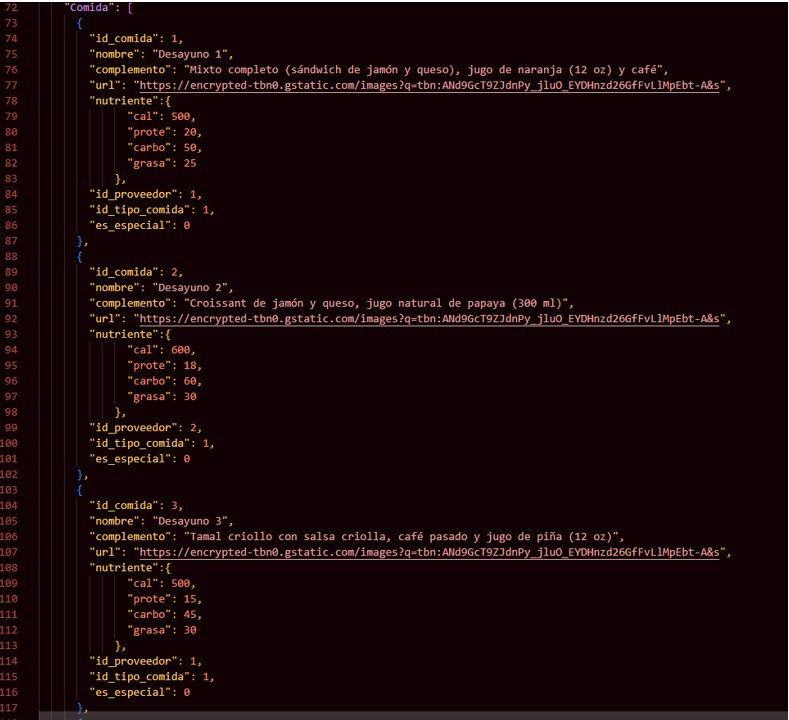 72 "Comida": [
73 {
74 "id_comida": 1,
75 "nombre": "Desayuno 1",
76 "complemento": "Mixto completo (sándwich de jamón y queso), jugo de naranja (12 oz) y café",
77 "url": "https://encrypted-tbn0.gstatic.com/images?q=tbn:ANd9GcT9ZJdnPy_jluO_EYDHnzd26GfFvLlMpEbt-A&s",
78 "nutriente":{
79 "cal": 500,
80 "prote": 20,
81 "carbo": 50,
82 "grasa": 25
83 },
84 "id_proveedor": 1,
85 "id_tipo_comida": 1,
86 "es_especial": 0
87 },
88 {
89 "id_comida": 2,
90 "nombre": "Desayuno 2",
91 "complemento": "Croissant de jamón y queso, jugo natural de papaya (300 ml)",
92 "url": "https://encrypted-tbn0.gstatic.com/images?q=tbn:ANd9GcT9ZJdnPy_jluO_EYDHnzd26GfFvLlMpEbt-A&s",
93 "nutriente":{
94 "cal": 600,
95 "prote": 18,
96 "carbo": 60,
97 "grasa": 30
98 },
99 "id_proveedor": 2,
100 "id_tipo_comida": 1,
101 "es_especial": 0
102 },
103 {
104 "id_comida": 3,
105 "nombre": "Desayuno 3",
106 "complemento": "Tamal criollo con salsa criolla, café pasado y jugo de piña (12 oz)",
107 "url": "https://encrypted-tbn0.gstatic.com/images?q=tbn:ANd9GcT9ZJdnPy_jluO_EYDHnzd26GfFvLlMpEbt-A&s",
108 "nutriente":{
109 "cal": 500,
110 "prote": 15,
111 "carbo": 45,
112 "grasa": 30
113 },
114 "id_proveedor": 1,
115 "id_tipo_comida": 1,
116 "es_especial": 0
117 },